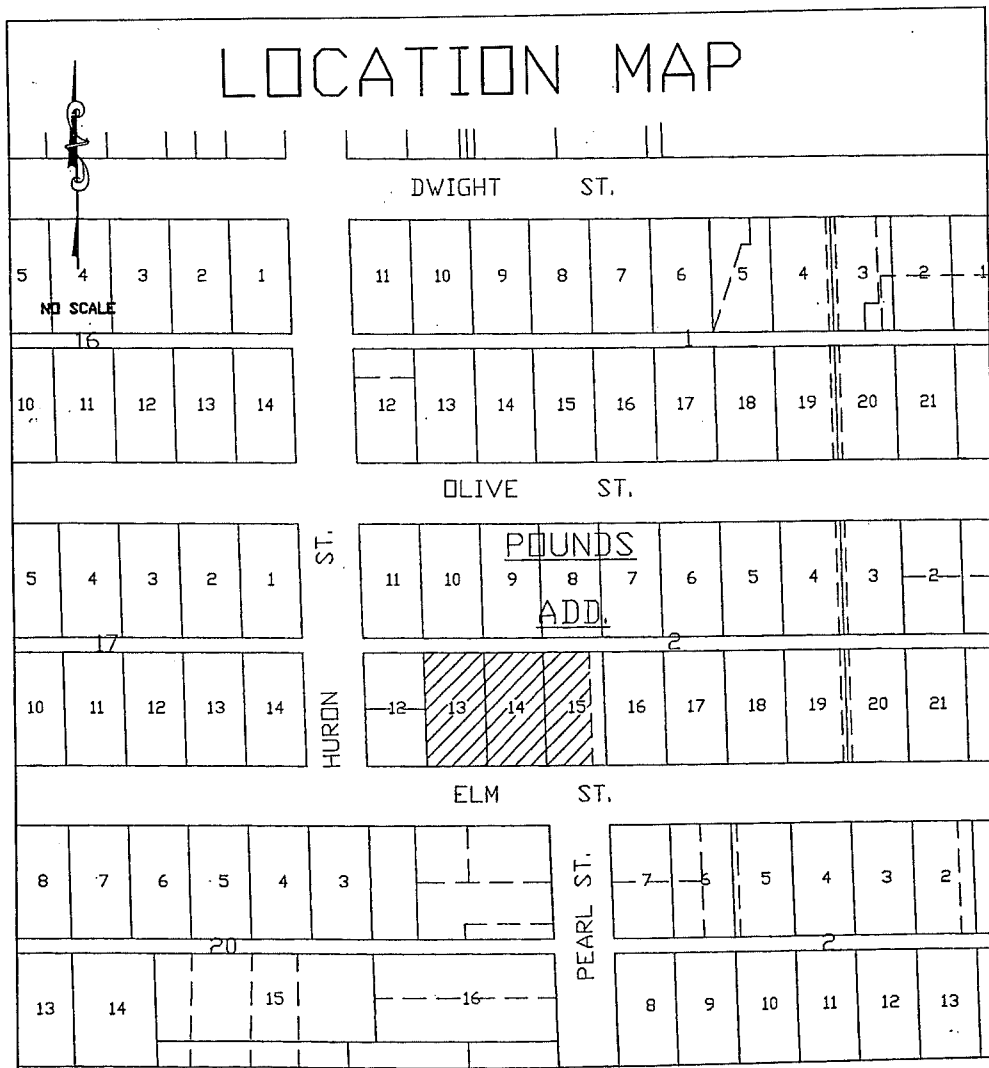 LOCATION MAP
DWIGHT ST.
5 4 3 2 1 11 10 9 8 7 6 5 4 3 2 1
NO SCALE
16 1
10 11 12 13 14 12 13 14 15 16 17 18 19 20 21
OLIVE ST.
HURON ST.
POUNDS
5 4 3 2 1 11 10 9 8 7 6 5 4 3 2
ADD.
17 2
10 11 12 13 14 12 13 14 15 16 17 18 19 20 21
ELM ST.
PEARL ST.
8 7 6 5 4 3 7 6 5 4 3 2
20 2
13 14 15 16 8 9 10 11 12 13